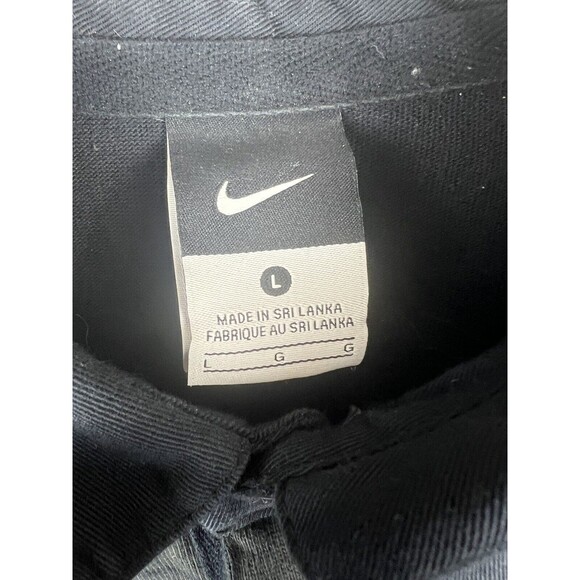 L
MADE IN SRI LANKA
FABRIQUE AU SRI LANKA
L G G